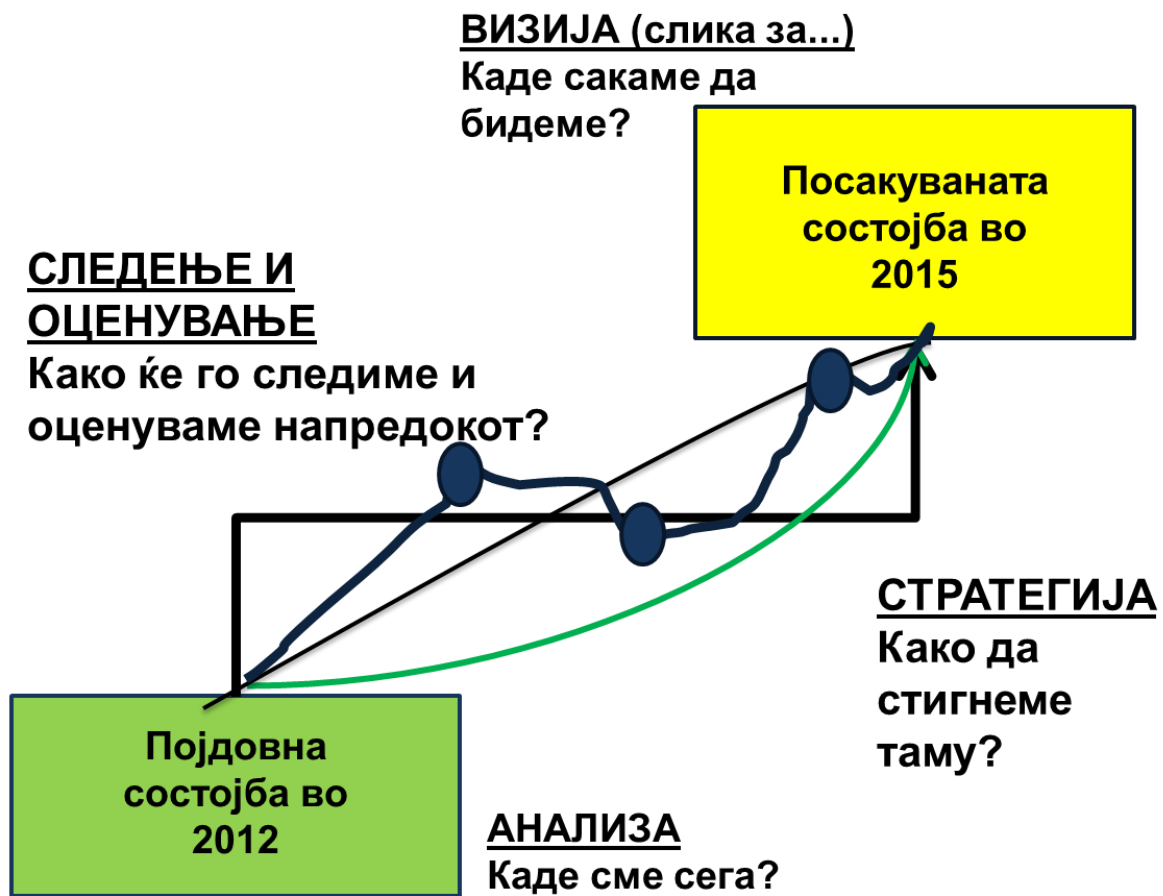 ВИЗИЈА (слика за...)
Каде сакаме да
бидеме?
Посакуваната
состојба во
2015
СЛЕДЕЊЕ И
ОЦЕНУВАЊЕ
Како ќе го следиме и
оценуваме напредокот?
СТРАТЕГИЈА
Како да
стигнеме
таму?
Појдовна
состојба во
2012
АНАЛИЗА
Каде сме сега?